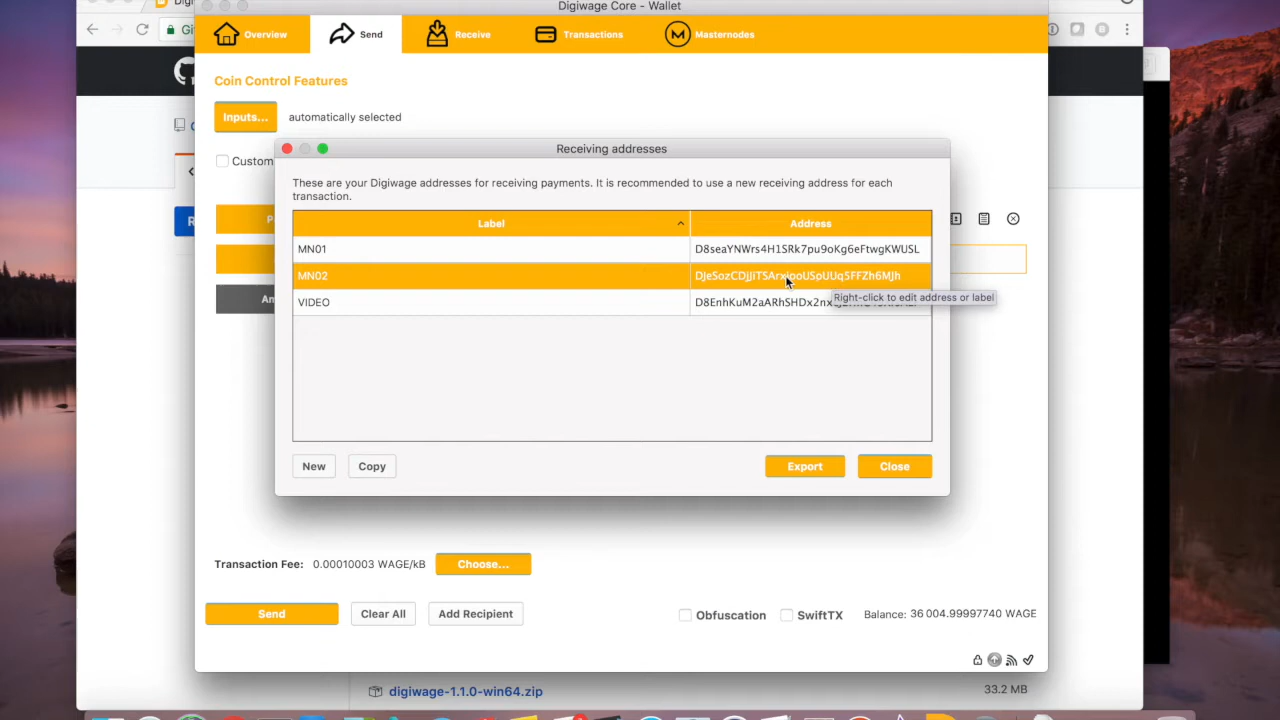 Digiwage Core - Wallet
Overview
Send
Receive
M
Transactions
Masternodes
Coin Control Features
Inputs...
automatically selected
Custom
Receiving addresses
These are your Digiwage addresses for receiving payments. It is recommended to use a new receiving address for each
transaction.
Label
Address
MN01
D8seaYNWrs4H1SRk7pu9oKg6eFtwgKWUSL
MN02
VIDEO
Right-click to edit address or label
New
Copy
Export
Close
Transaction Fee:
0.00010003 WAGE/kB
Choose...
Send
Clear All
Add Recipient
Obfuscation
SwiftTX
Balance: 36 004.99997740 WAGE
digiwage-1.1.0-win64.zip
33.2 MB